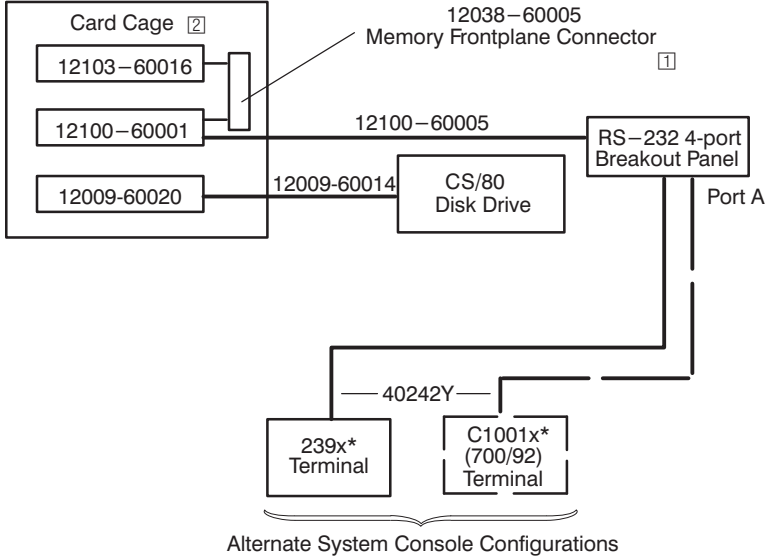 Card Cage 2
12038−60005
Memory Frontplane Connector
1
12103−60016
12100−60001
12100−60005
RS−232 4-port
Breakout Panel
12009-60020
12009-60014
CS/80
Disk Drive
Port A
40242Y
239x*
Terminal
C1001x*
(700/92)
Terminal
Alternate System Console Configurations